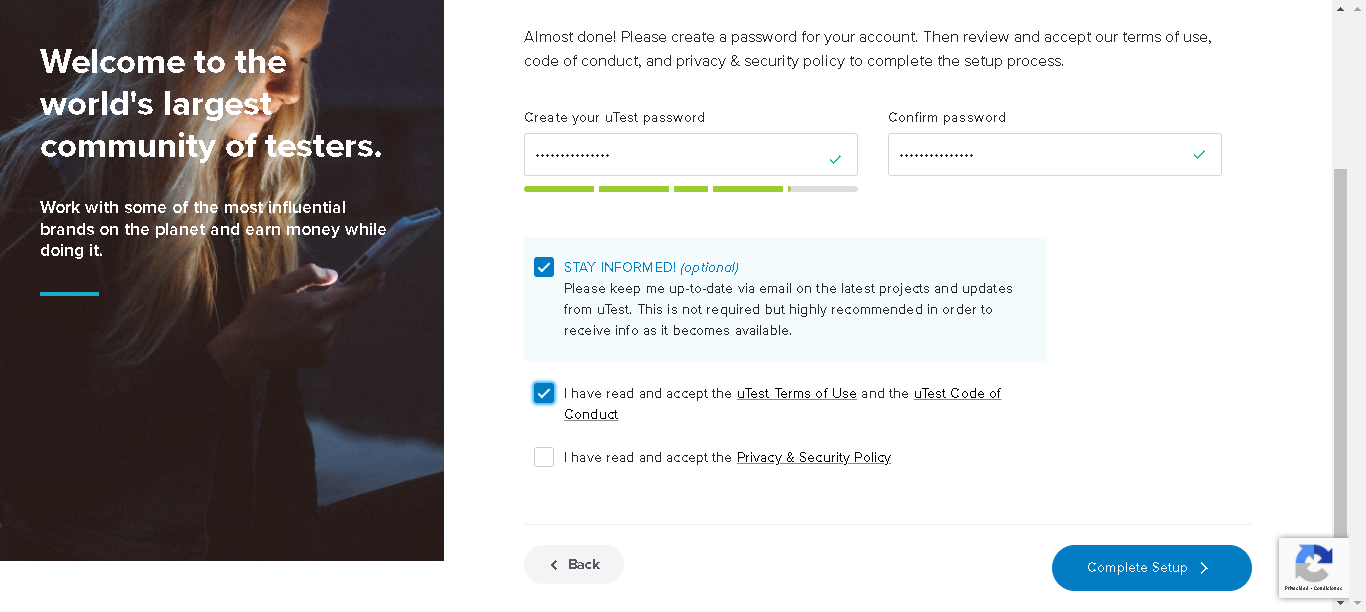 Welcome to the
world's largest
community of testers.
Work with some of the most influential
brands on the planet and earn money while
doing it.
Almost done! Please create a password for your account. Then review and accept our terms of use,
code of conduct, and privacy & security policy to complete the setup process.
Create your uTest password
Confirm password
STAY INFORMED! (optional)
Please keep me up-to-date via email on the latest projects and updates
from uTest. This is not required but highly recommended in order to
receive info as it becomes available.
I have read and accept the uTest Terms of Use and the uTest Code of
Conduct
I have read and accept the Privacy & Security Policy
Back
Complete Setup
Privacidad - Condiciones